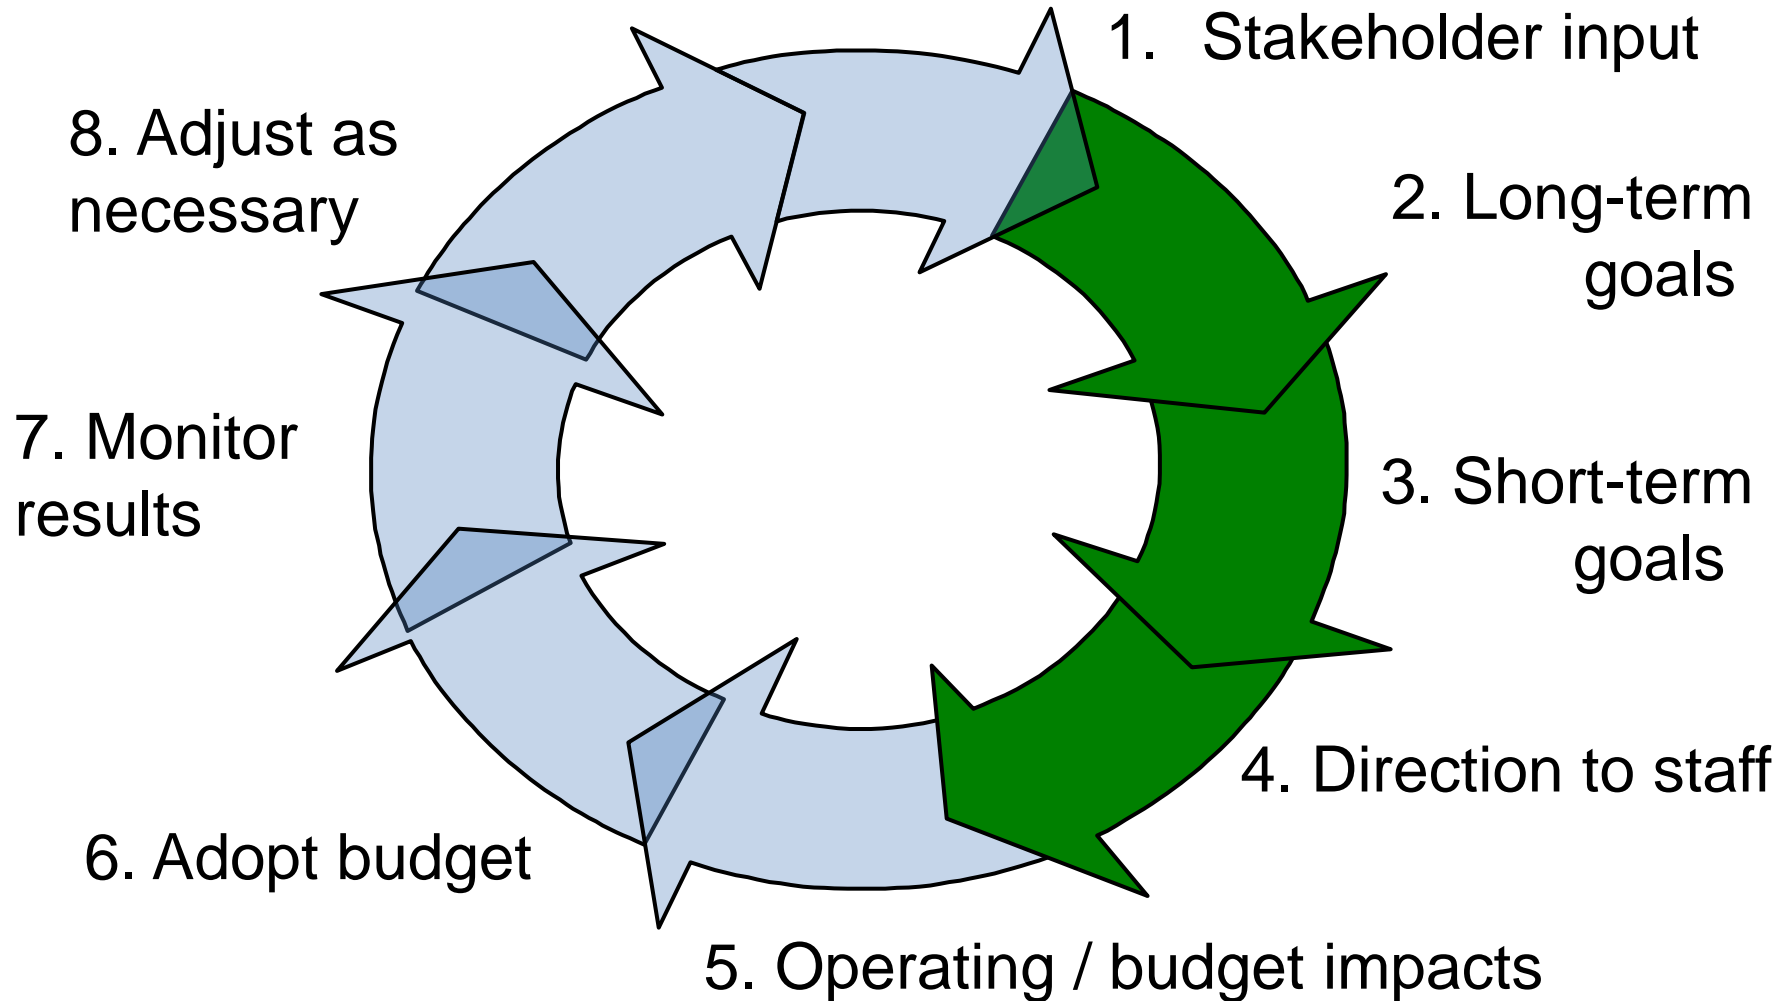 1. Stakeholder input
2. Long-term
goals
3. Short-term
goals
4. Direction to staff
5. Operating / budget impacts
6. Adopt budget
7. Monitor
results
8. Adjust as
necessary